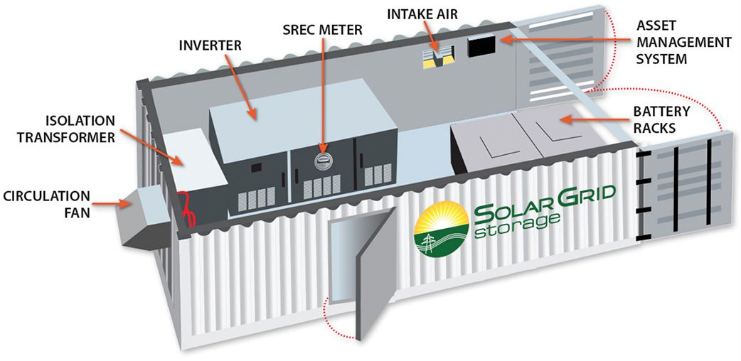 INTAKE AIR
SREC METER
INVERTER
ASSET
MANAGEMENT
SYSTEM
ISOLATION
TRANSFORMER
BATTERY
RACKS
CIRCULATION
FAN
SOLAR GRID
storage